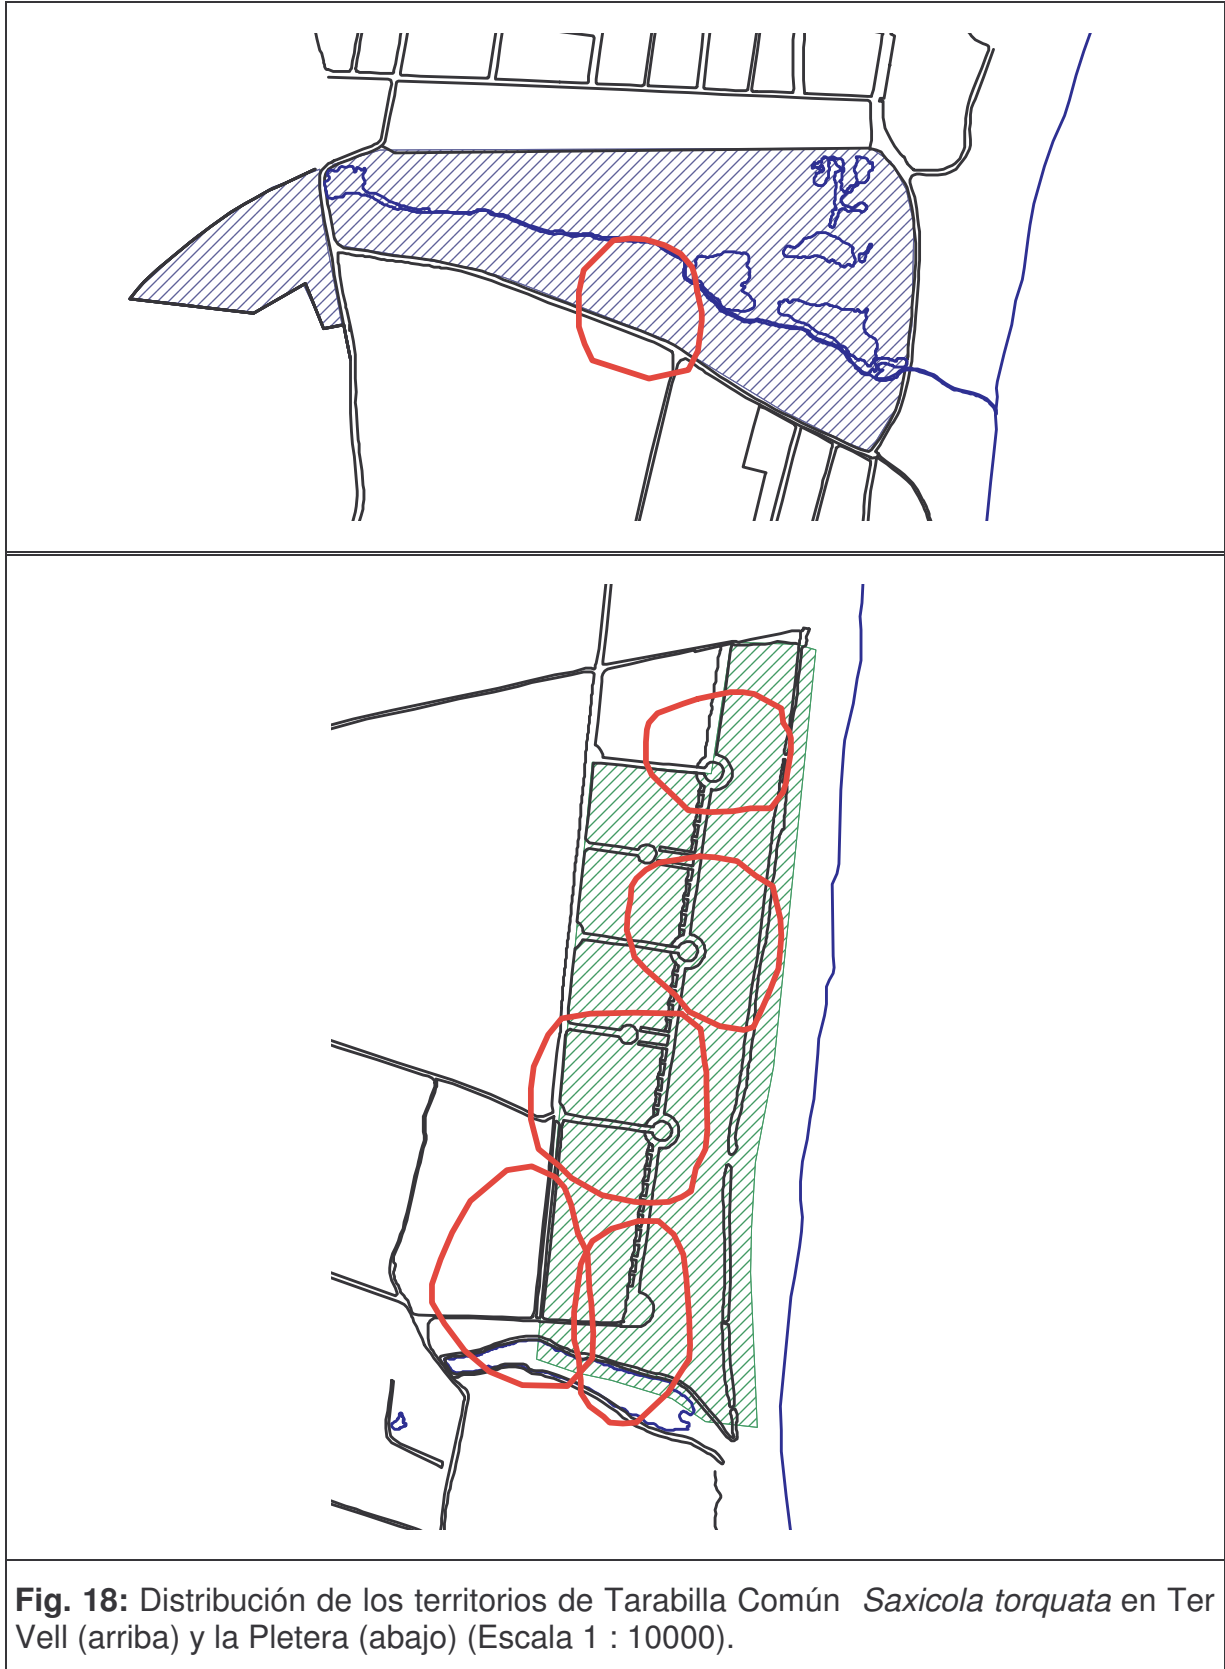 Fig. 18: Distribución de los territorios de Tarabilla Común Saxicola torquata en Ter
Vell (arriba) y la Pletera (abajo) (Escala 1 : 10000).